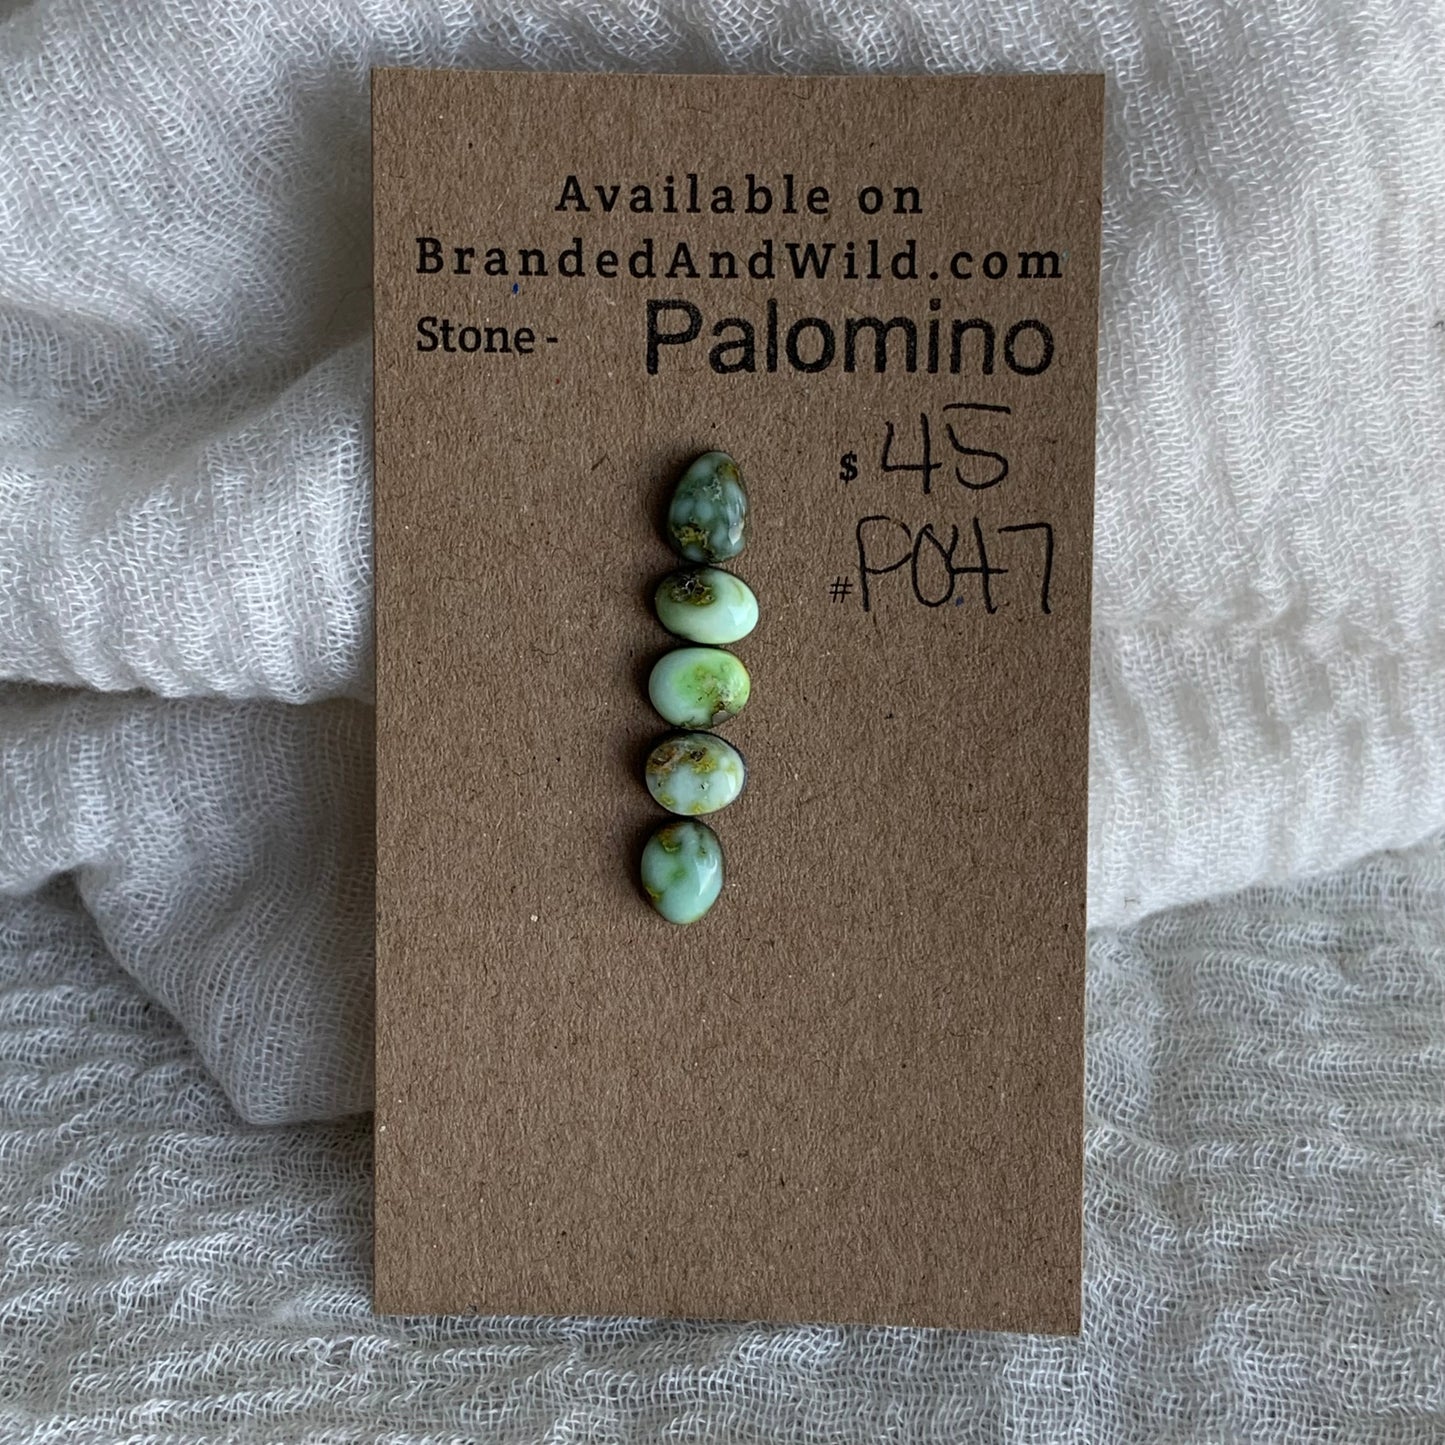 Available on
BrandedAndWild.com
Stone - Palomino
$ 45
# P047